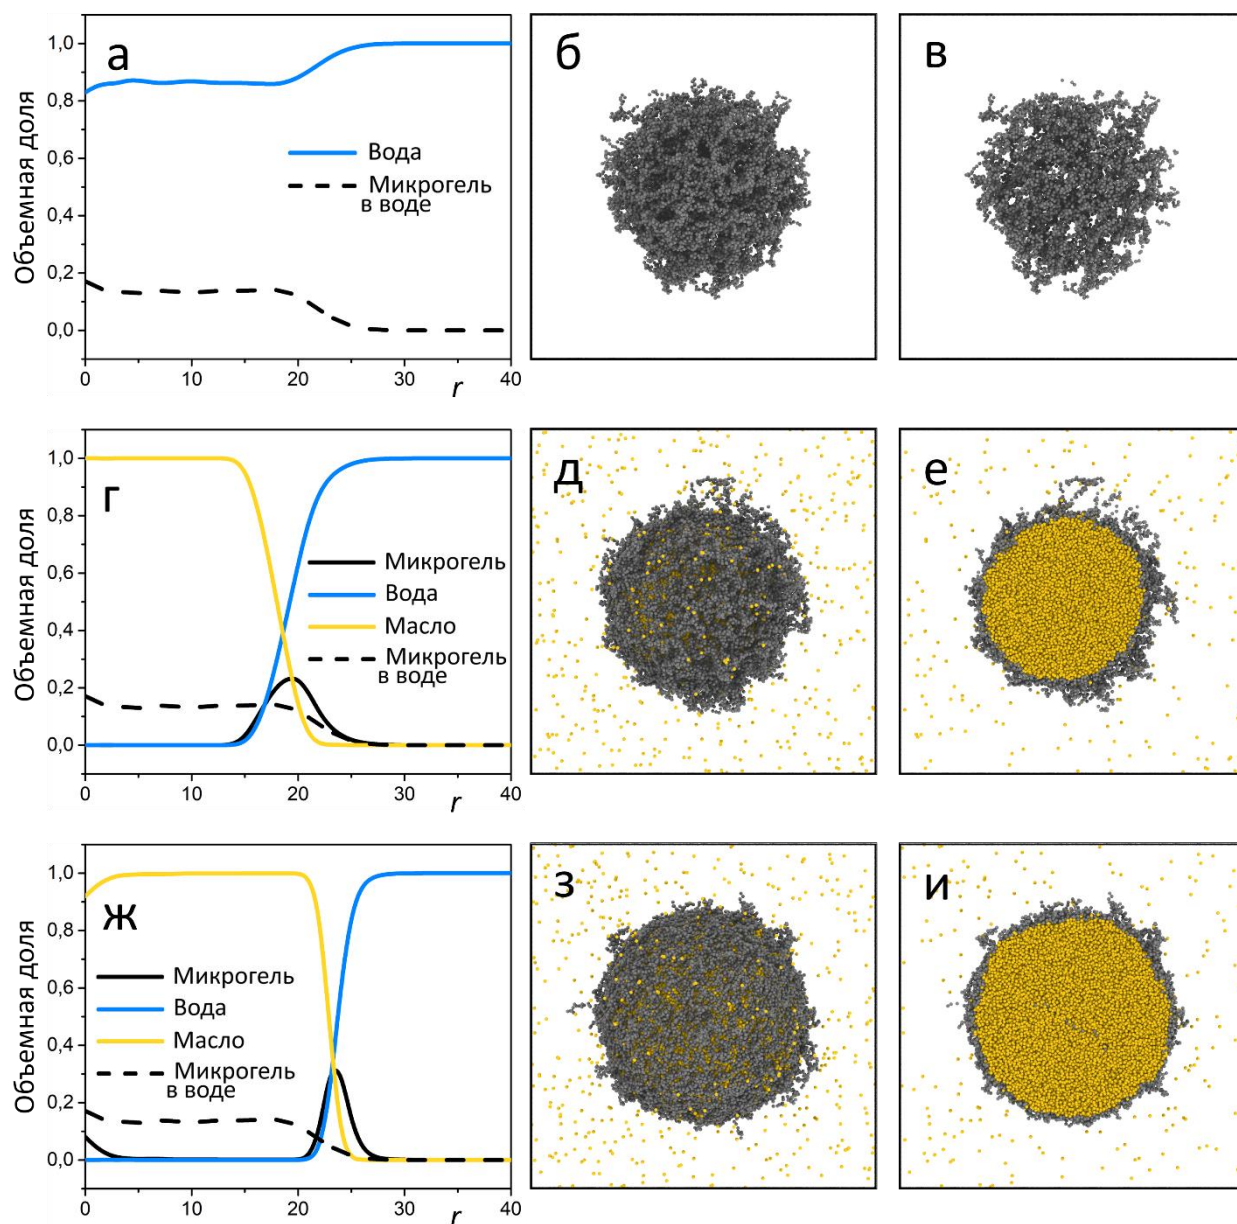 а
Объемная доля
1,0
0,8
0,6
0,4
0,2
0,0
Вода
Микрогель
в воде
0
10
20
30
40
r
б
в
г
Объемная доля
1,0
0,8
0,6
0,4
0,2
0,0
Микрогель
Вода
Масло
Микрогель
в воде
0
10
20
30
40
r
д
е
ж
Объемная доля
1,0
0,8
0,6
0,4
0,2
0,0
Микрогель
Вода
Масло
Микрогель
в воде
0
10
20
30
40
r
з
и